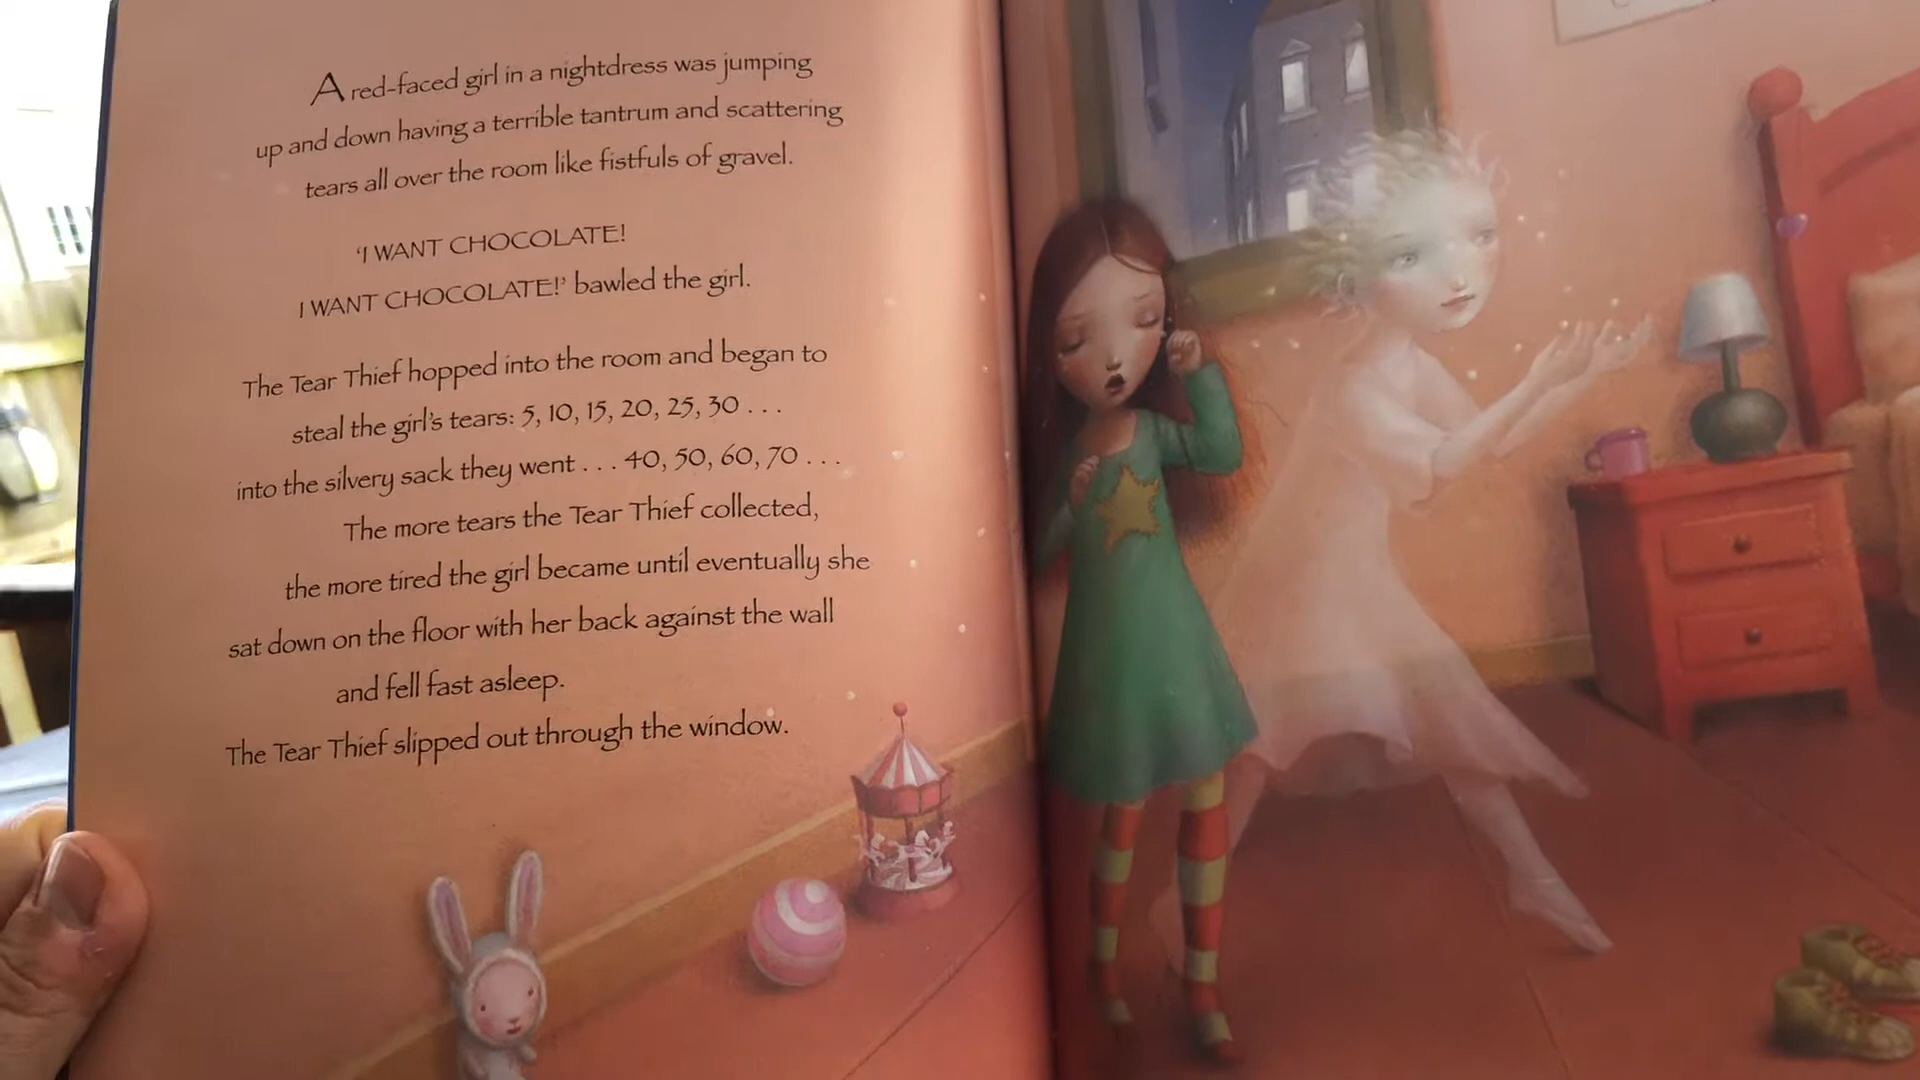 A red-faced girl in a nightdress was jumping
up and down having a terrible tantrum and scattering
tears all over the room like fistfuls of gravel.
‘I WANT CHOCOLATE!
I WANT CHOCOLATE!’ bawled the girl.
The Tear Thief hopped into the room and began to
steal the girl’s tears: 5, 10, 15, 20, 25, 30 . . .
into the silvery sack they went . . . 40, 50, 60, 70 . . .
The more tears the Tear Thief collected,
the more tired the girl became until eventually she
sat down on the floor with her back against the wall
and fell fast asleep.
The Tear Thief slipped out through the window.